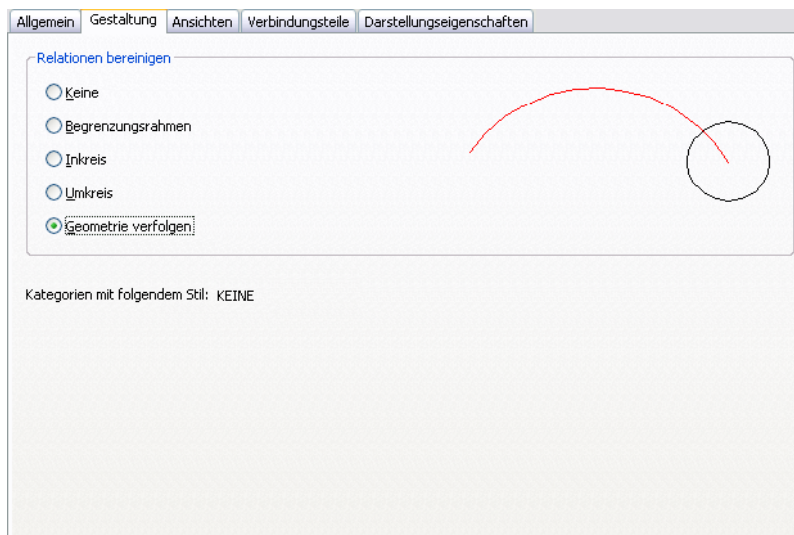 Allgemein Gestaltung Ansichten Verbindungsteile Darstellungseigenschaften
Relationen bereinigen
Keine
Begrenzungsrahmen
Inkreis
Umkreis
Geometrie verfolgen
Kategorien mit folgendem Stil: KEINE